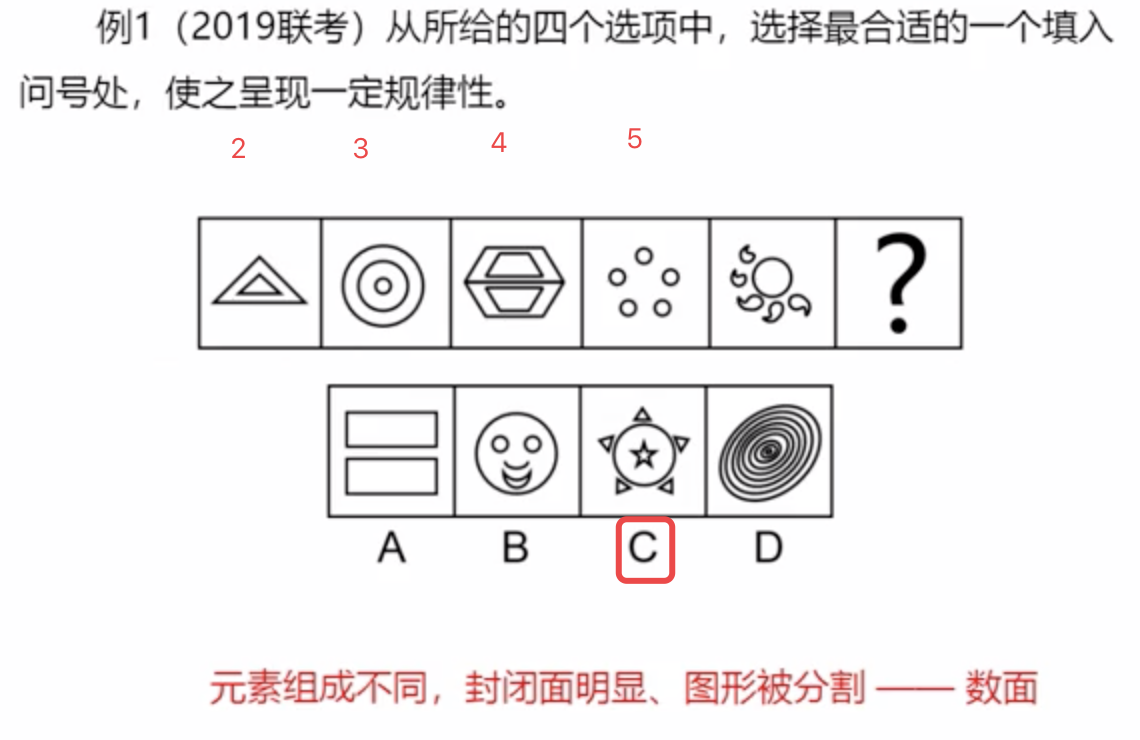 例1（2019联考）从所给的四个选项中，选择最合适的一个填入
问号处，使之呈现一定规律性。
2 3 4 5
?
A B C D
元素组成不同，封闭面明显、图形被分割 —— 数面